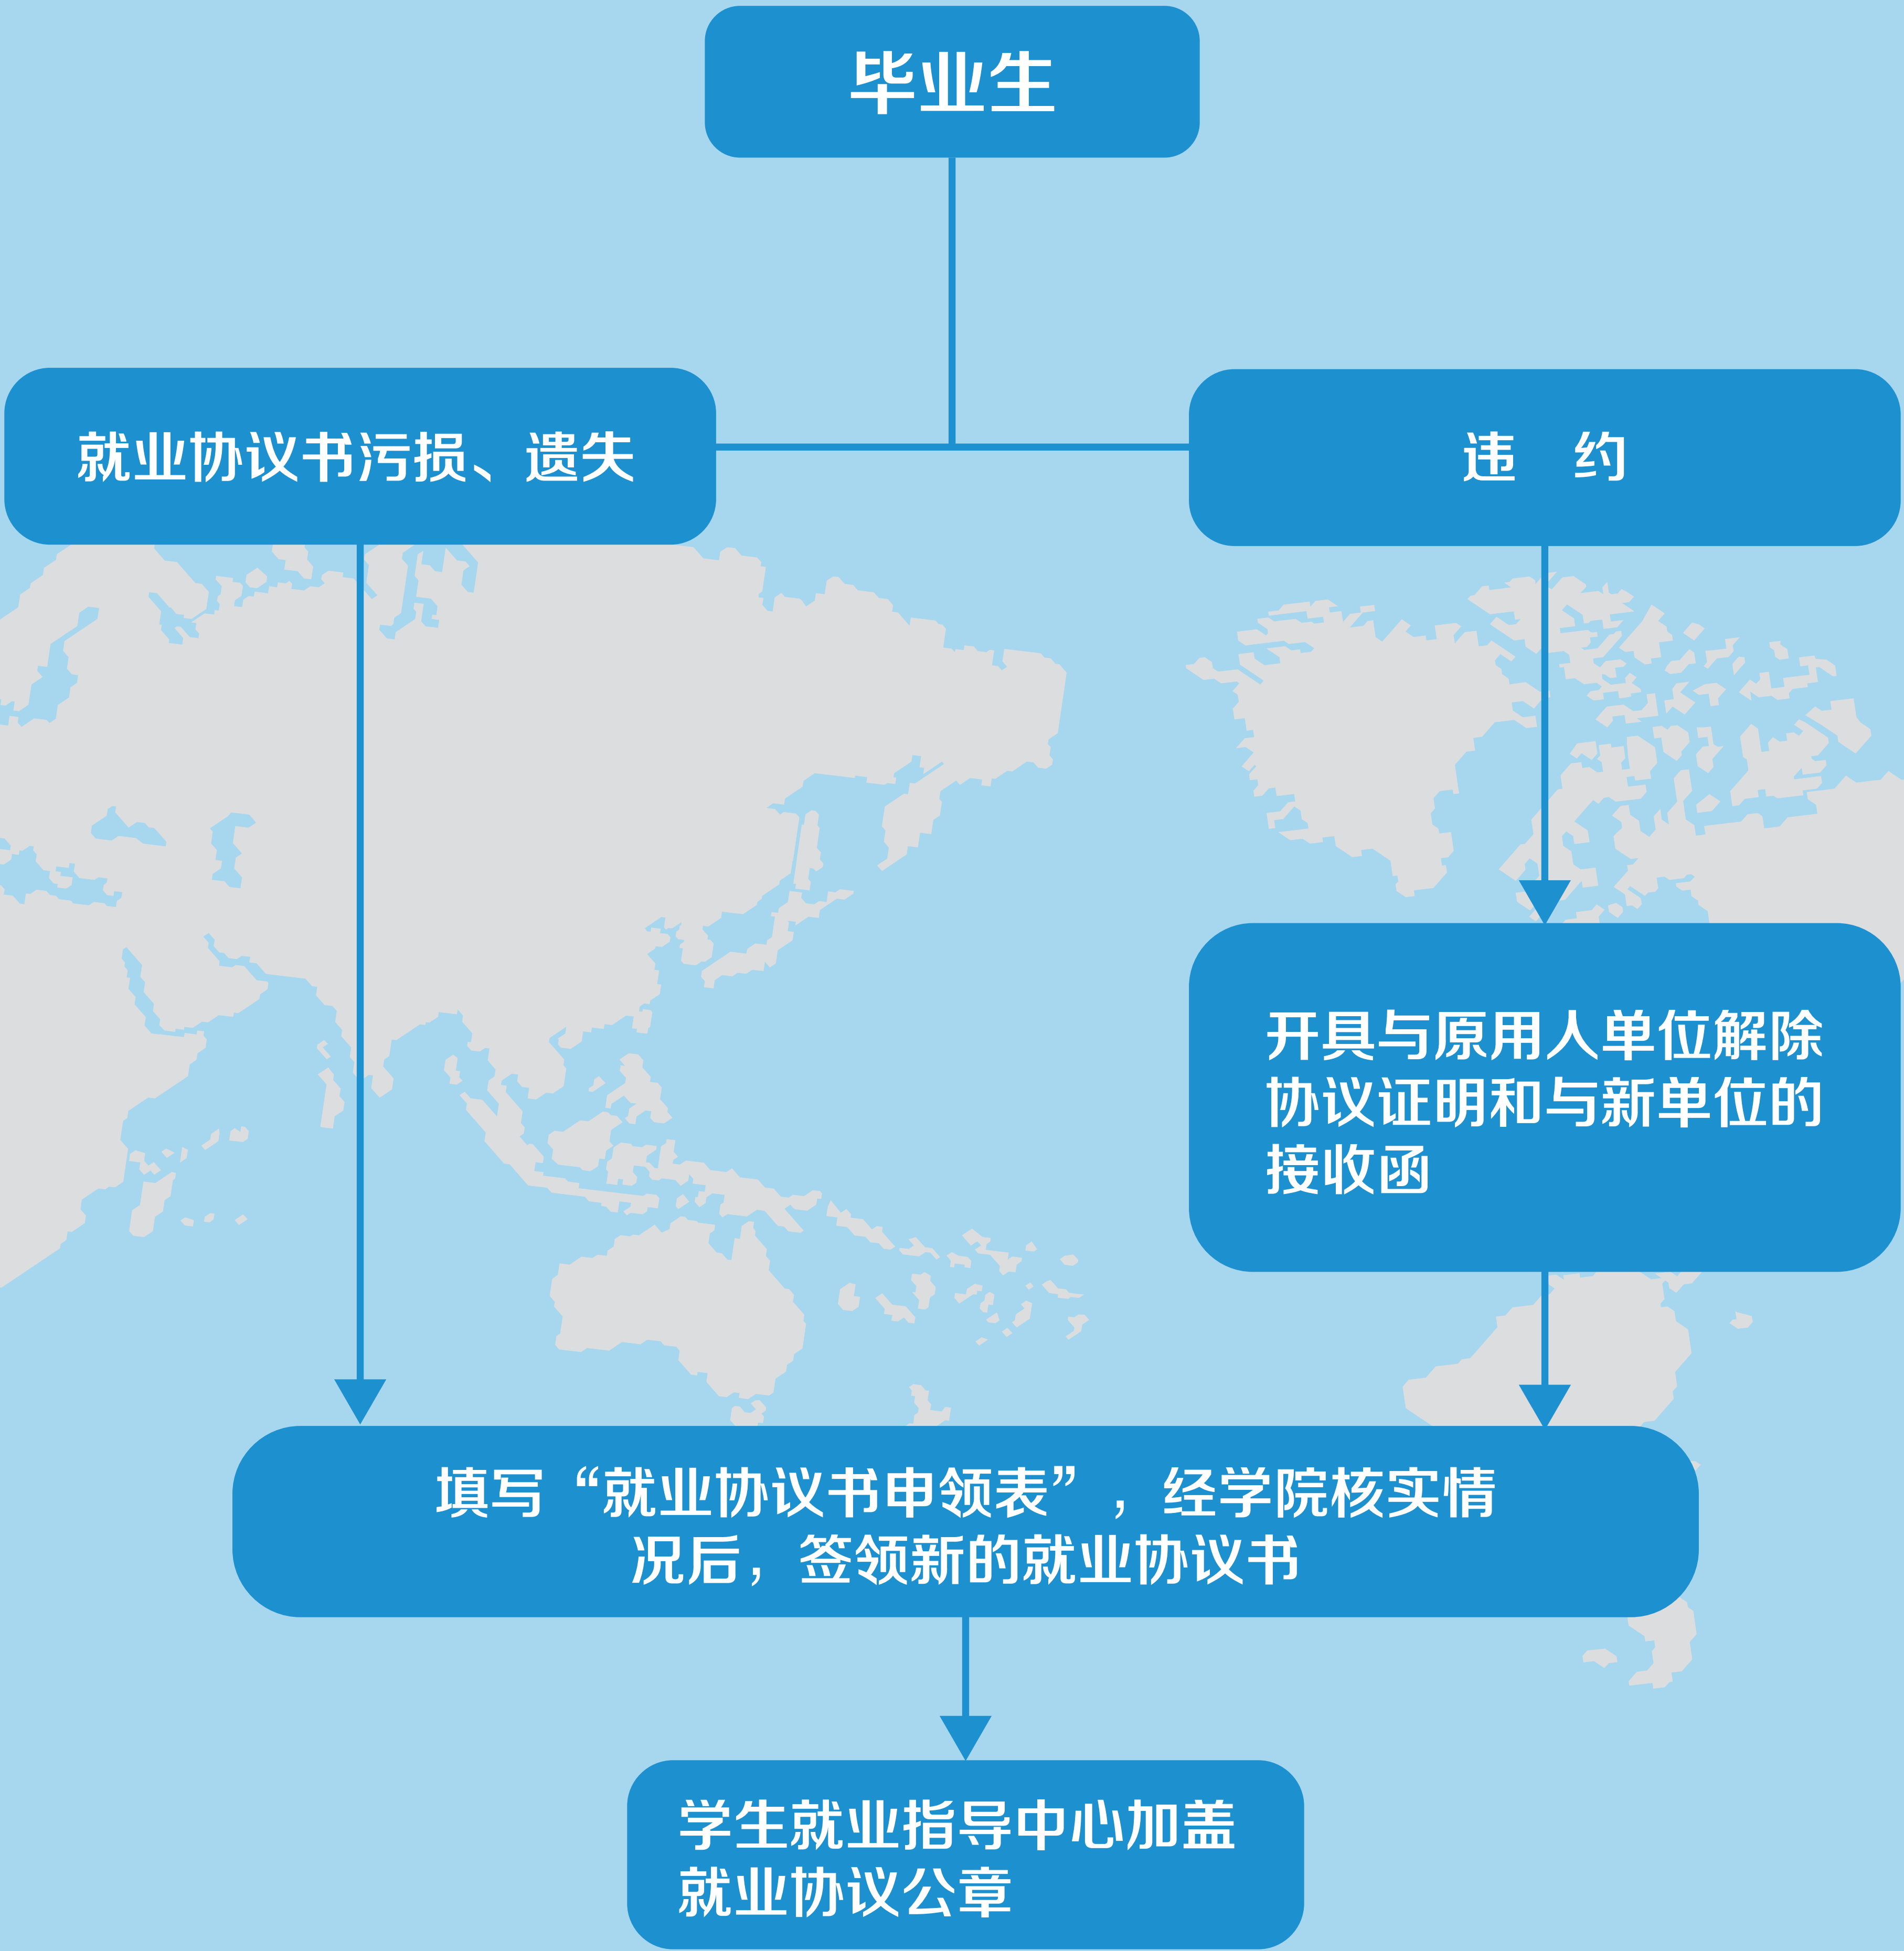 毕业生
就业协议书污损、遗失
违　约
开具与原用人单位解除
协议证明和与新单位的
接收函
填写“就业协议书申领表”，经学院核实情
况后，签领新的就业协议书
学生就业指导中心加盖
就业协议公章